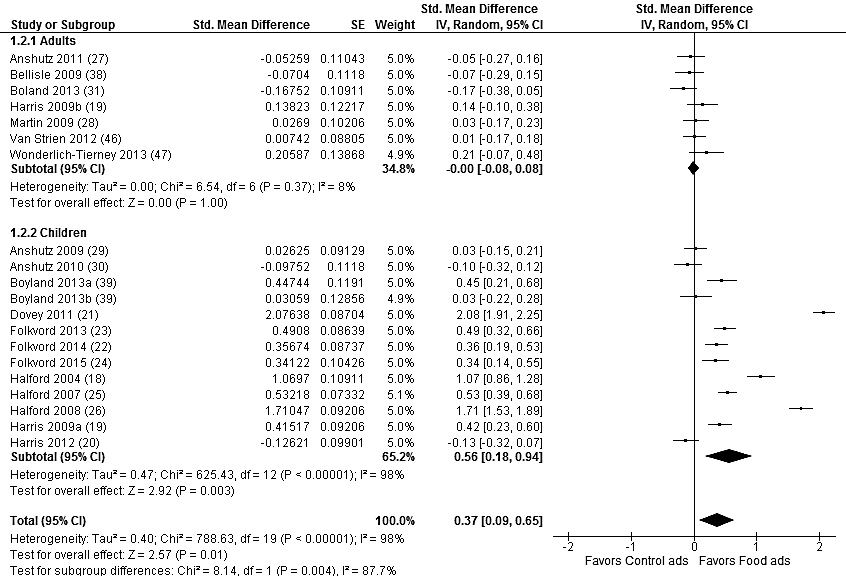 Std. Mean Difference Std. Mean Difference
Study or Subgroup Std. Mean Difference SE Weight IV, Random, 95% CI IV, Random, 95% CI
1.2.1 Adults
Anshutz 2011 (27) -0.05259 0.11043 5.0% -0.05 [-0.27, 0.16]
Bellisle 2009 (38) -0.0704 0.1118 5.0% -0.07 [-0.29, 0.15]
Boland 2013 (31) -0.16752 0.10911 5.0% -0.17 [-0.38, 0.05]
Harris 2009b (19) 0.13823 0.12217 5.0% 0.14 [-0.10, 0.38]
Martin 2009 (28) 0.0269 0.10206 5.0% 0.03 [-0.17, 0.23]
Van Strien 2012 (46) 0.00742 0.08805 5.0% 0.01 [-0.17, 0.18]
Wonderlich-Tierney 2013 (47) 0.20587 0.13868 4.9% 0.21 [-0.07, 0.48]
Subtotal (95% CI) 34.8% -0.00 [-0.08, 0.08]
Heterogeneity: Tau² = 0.00; Chi² = 6.54, df = 6 (P = 0.37); I² = 8%
Test for overall effect: Z = 0.00 (P = 1.00)
1.2.2 Children
Anshutz 2009 (29) 0.02625 0.09129 5.0% 0.03 [-0.15, 0.21]
Anshutz 2010 (30) -0.09752 0.1118 5.0% -0.10 [-0.32, 0.12]
Boyland 2013a (39) 0.44744 0.1191 5.0% 0.45 [0.21, 0.68]
Boyland 2013b (39) 0.03059 0.12856 4.9% 0.03 [-0.22, 0.28]
Dovey 2011 (21) 2.07638 0.08704 5.0% 2.08 [1.91, 2.25]
Folkvord 2013 (23) 0.4908 0.08639 5.0% 0.49 [0.32, 0.66]
Folkvord 2014 (22) 0.35674 0.08737 5.0% 0.36 [0.19, 0.53]
Folkvord 2015 (24) 0.34122 0.10426 5.0% 0.34 [0.14, 0.55]
Halford 2004 (18) 1.0697 0.10911 5.0% 1.07 [0.86, 1.28]
Halford 2007 (25) 0.53218 0.07332 5.1% 0.53 [0.39, 0.68]
Halford 2008 (26) 1.71047 0.09206 5.0% 1.71 [1.53, 1.89]
Harris 2009a (19) 0.41517 0.09206 5.0% 0.42 [0.23, 0.60]
Harris 2012 (20) -0.12621 0.09901 5.0% -0.13 [-0.32, 0.07]
Subtotal (95% CI) 65.2% 0.56 [0.18, 0.94]
Heterogeneity: Tau² = 0.47; Chi² = 625.43, df = 12 (P < 0.00001); I² = 98%
Test for overall effect: Z = 2.92 (P = 0.003)
Total (95% CI) 100.0% 0.37 [0.09, 0.65]
Heterogeneity: Tau² = 0.40; Chi² = 788.63, df = 19 (P < 0.00001); I² = 98%
Test for overall effect: Z = 2.57 (P = 0.01)
Test for subgroup differences: Chi² = 8.14, df = 1 (P = 0.004), I² = 87.7%
-2 -1 0 1 2
Favors Control ads Favors Food ads